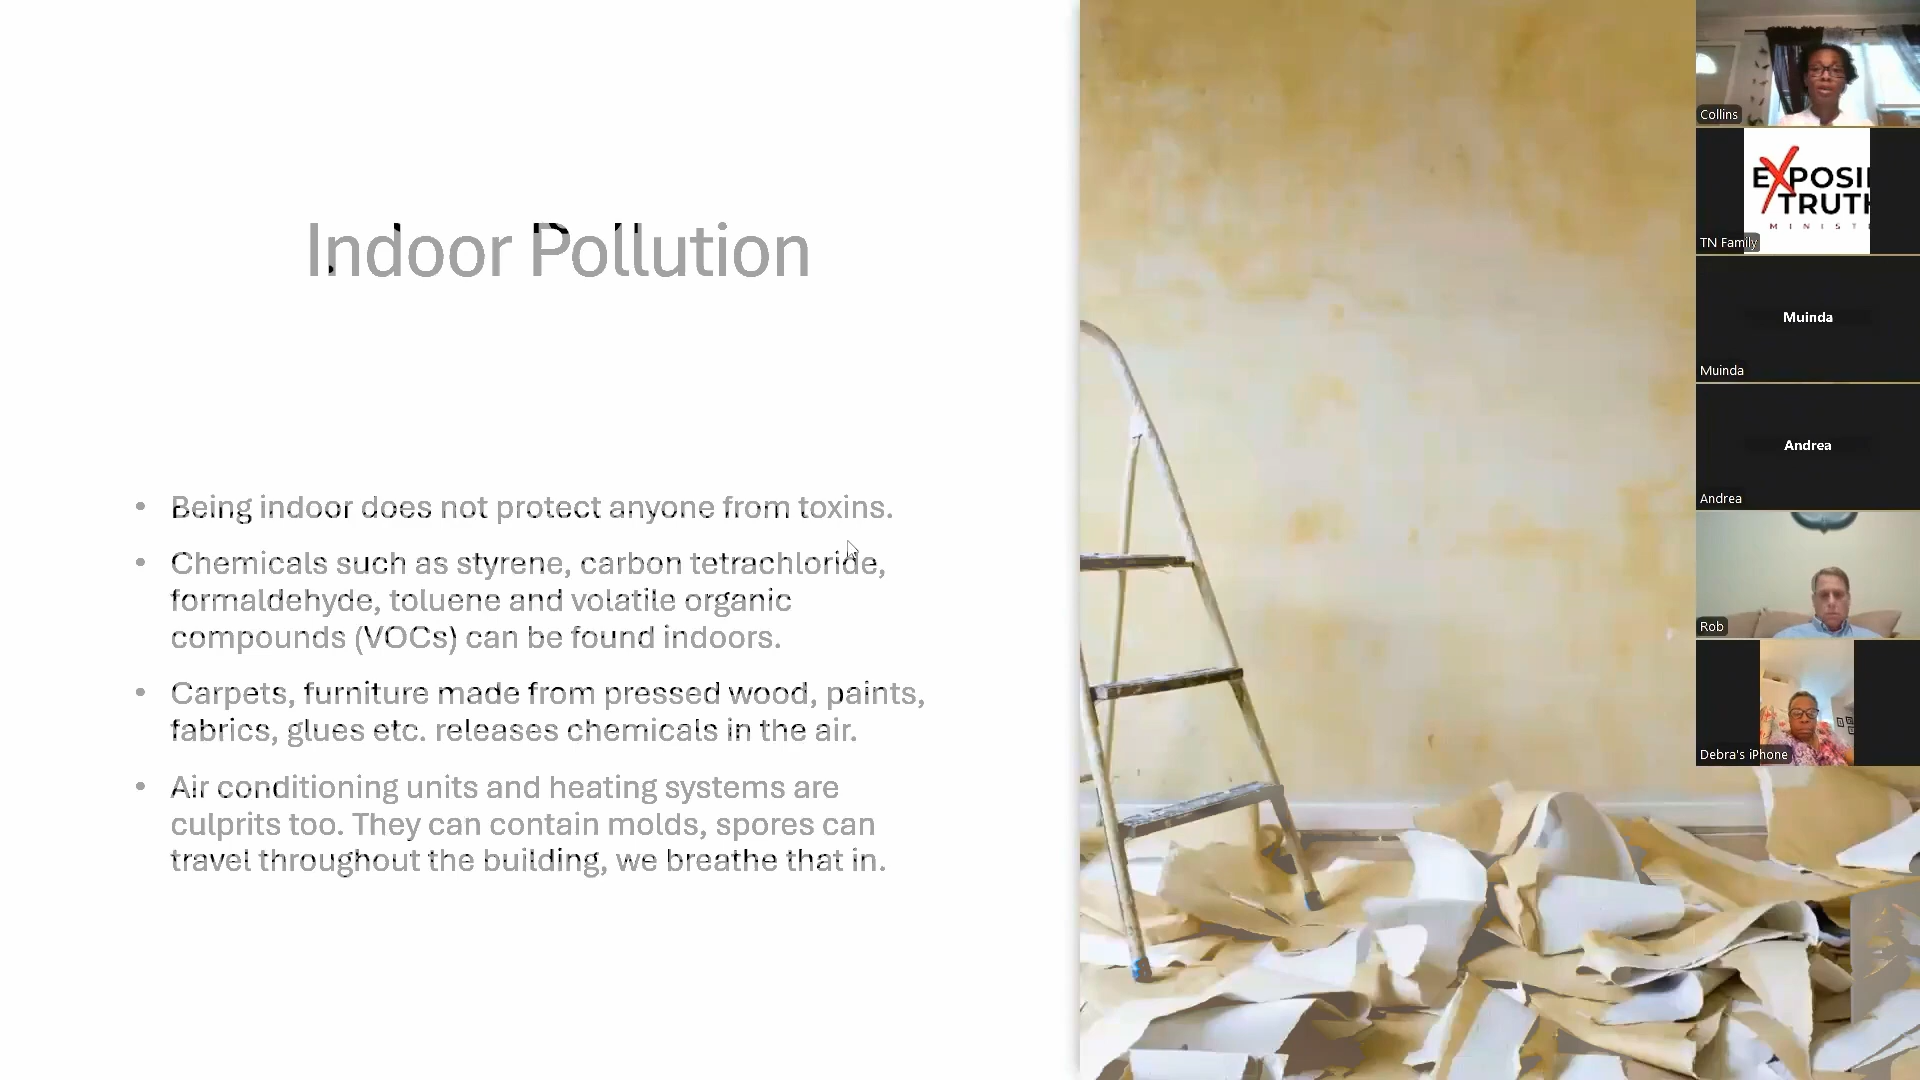 Indoor Pollution
• Being indoor does not protect anyone from toxins.
• Chemicals such as styrene, carbon tetrachloride,
formaldehyde, toluene and volatile organic
compounds (VOCs) can be found indoors.
• Carpets, furniture made from pressed wood, paints,
fabrics, glues etc. releases chemicals in the air.
• Air conditioning units and heating systems are
culprits too. They can contain molds, spores can
travel throughout the building, we breathe that in.
Collins
EXPOSI
TRUTH
MINIST
TN Family
Muinda
Muinda
Andrea
Andrea
Rob
Debra's iPhone